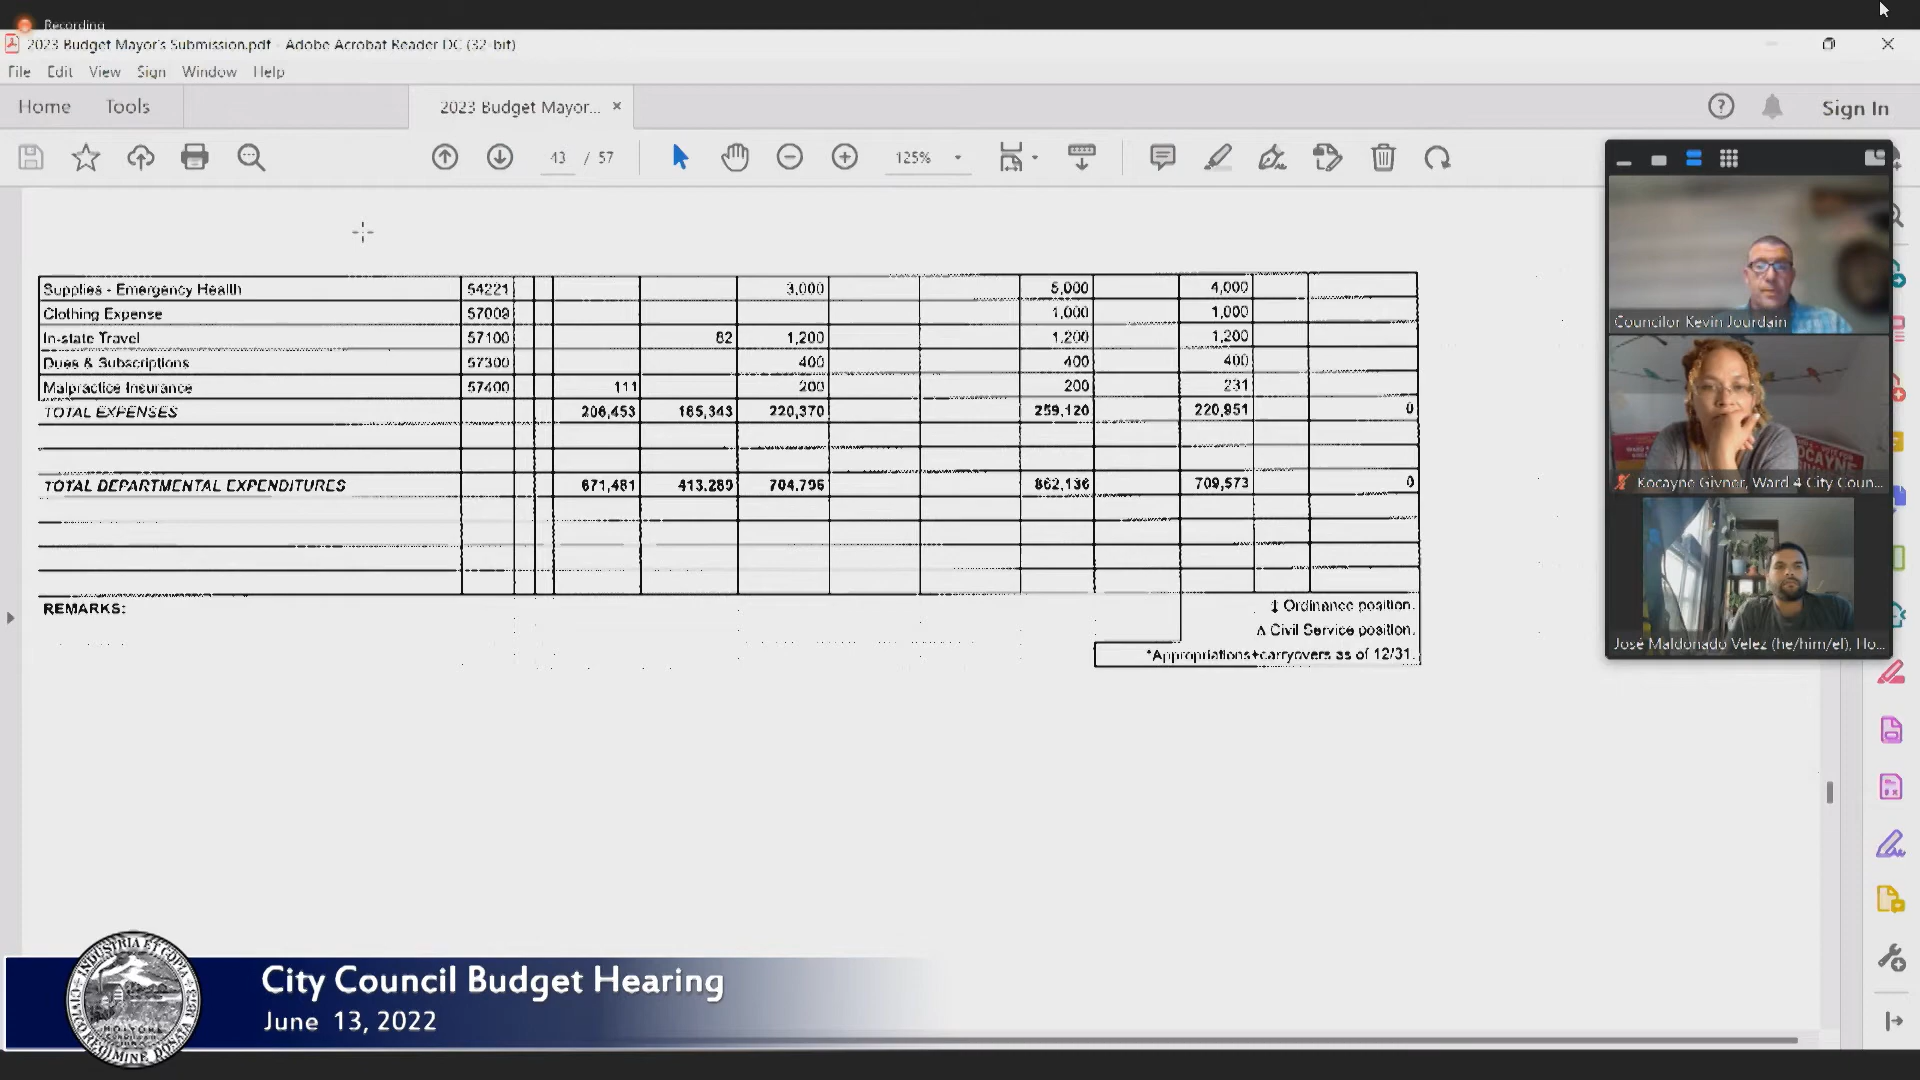 Recording
2023 Budget Mayor's Submission.pdf - Adobe Acrobat Reader DC (32-bit)
File Edit View Sign Window Help
Home Tools 2023 Budget Mayor... × Sign In
43 / 57 125%
Supplies - Emergency Health 54221 3,000 5,000 4,000
Clothing Expense 57009 1,000 1,000
In-state Travel 57100 82 1,200 1,200 1,200
Dues & Subscriptions 57300 400 400 400
Malpractice Insurance 57400 111 200 200 231
TOTAL EXPENSES 206,453 165,343 220,370 259,120 220,951 0
TOTAL DEPARTMENTAL EXPENDITURES 671,481 413,289 704,796 862,136 709,573 0
REMARKS:
‡ Ordinance position.
Λ Civil Service position.
*Appropriations+carryovers as of 12/31.
Councilor Kevin Jourdain
Kocayne Givner, Ward 4 City Coun...
José Maldonado Velez (he/him/el), Ho...
City Council Budget Hearing
June 13, 2022